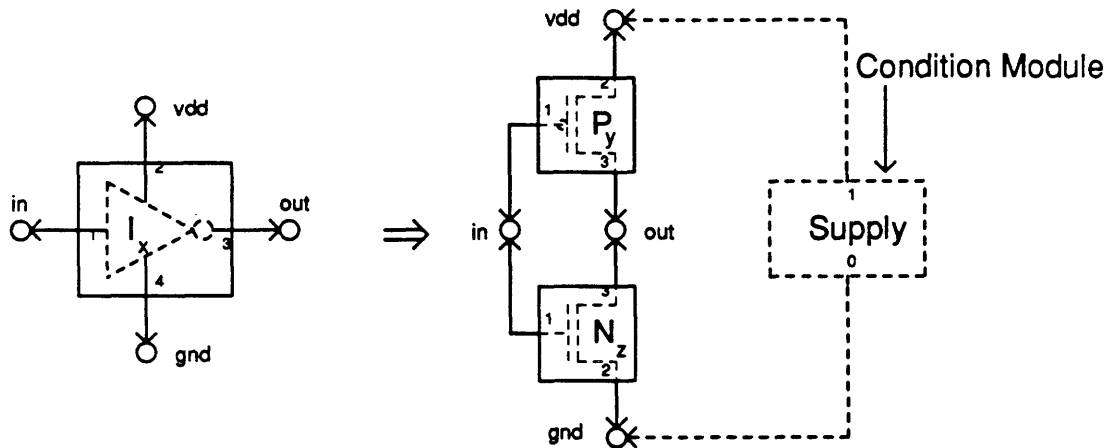 vdd
2
in
1
I x
3
out
4
gnd
vdd
2
1
P y
3
in
out
3
1
N z
2
gnd
Condition Module
1
Supply
0